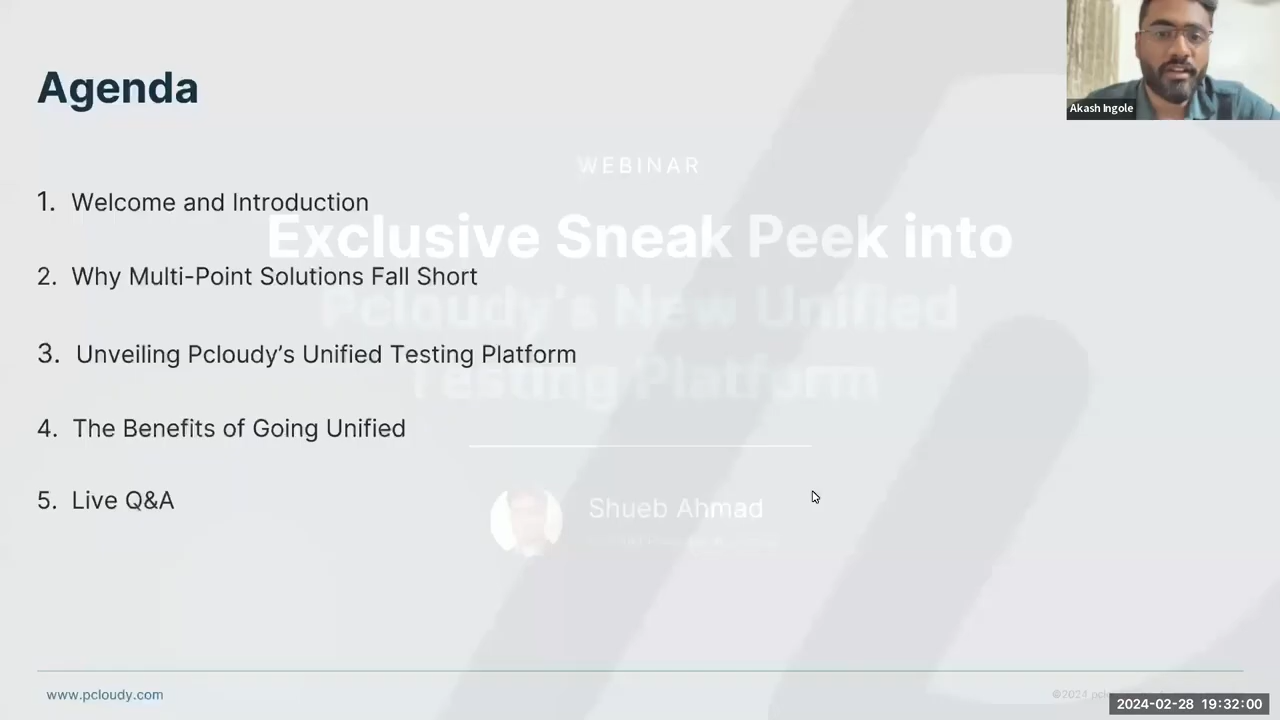 Agenda
Akash Ingole
WEBINAR
1. Welcome and Introduction
Exclusive Sneak Peek into
2. Why Multi-Point Solutions Fall Short
Pcloudy's New Unified
3. Unveiling Pcloudy’s Unified Testing Platform
Testing Platform
4. The Benefits of Going Unified
5. Live Q&A
Shueb Ahmad
www.pcloudy.com
©2024
2024-02-28 19:32:00